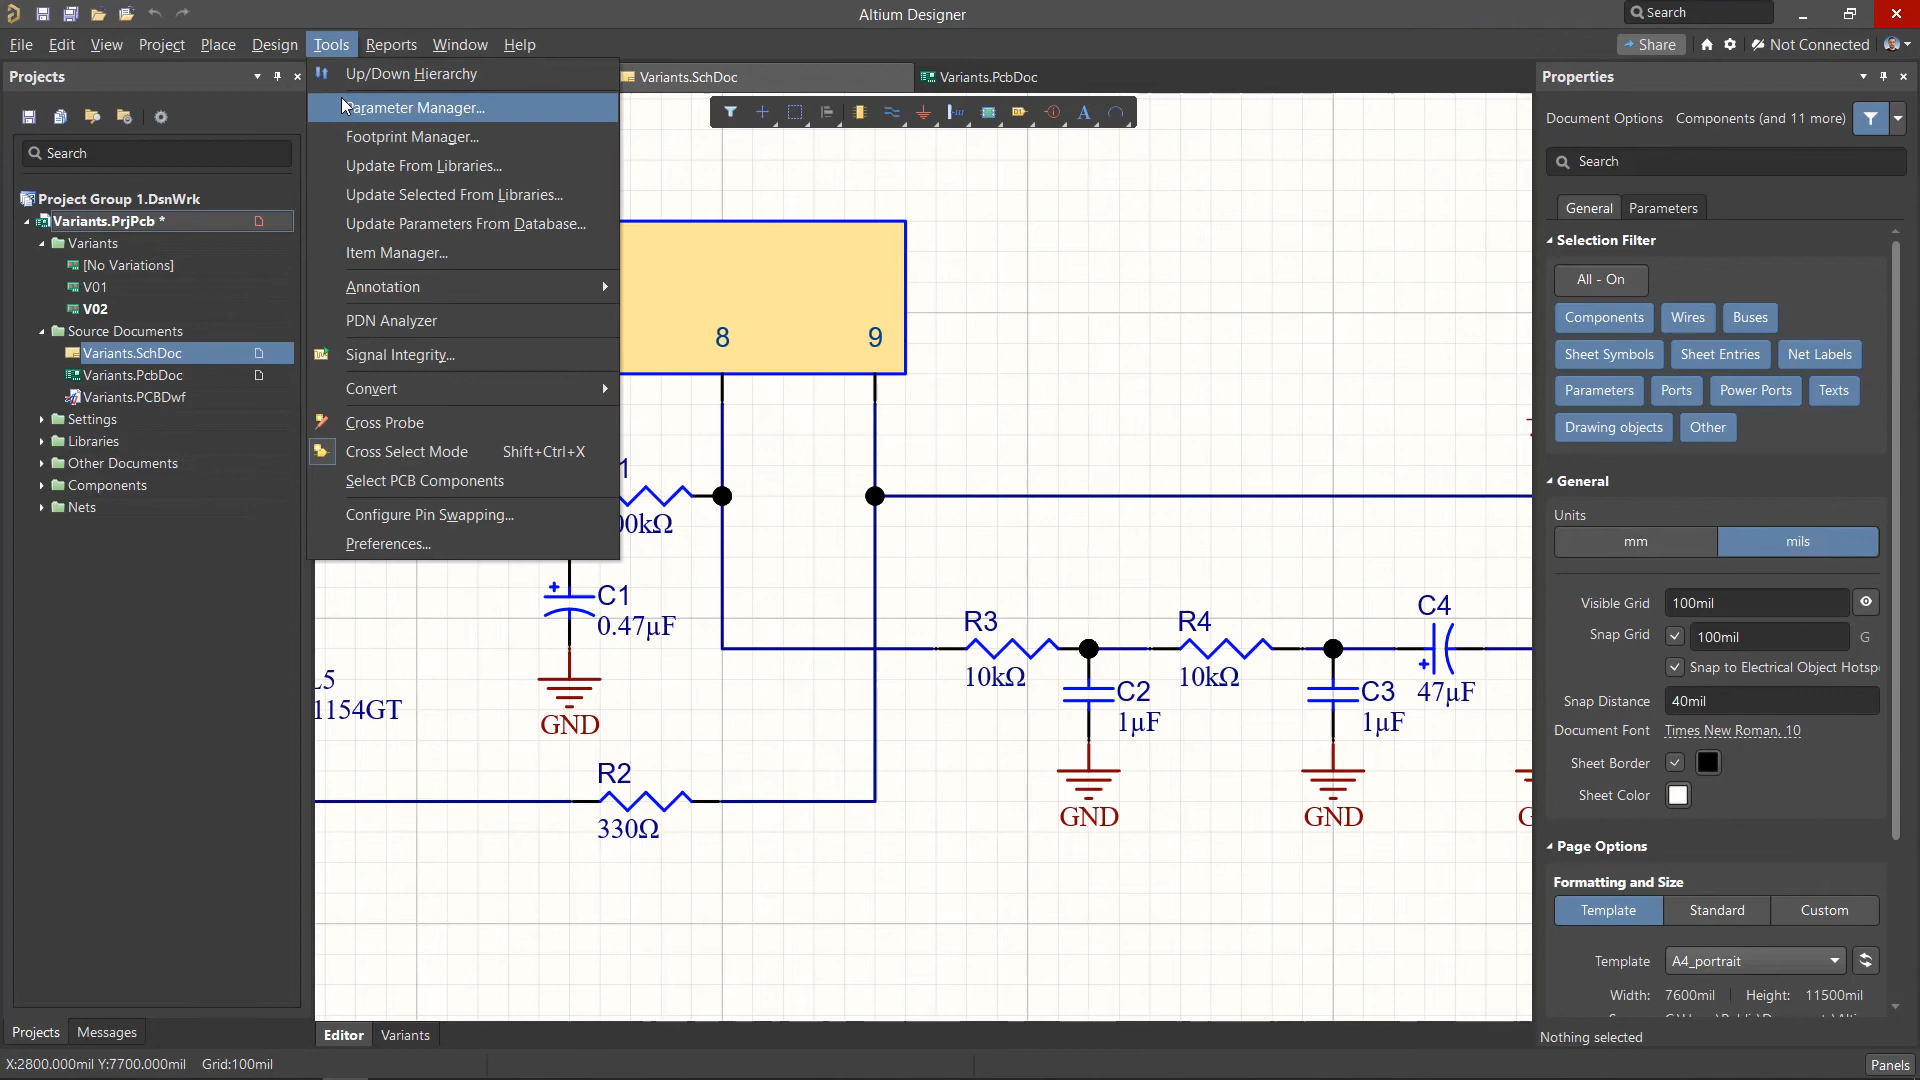 Altium Designer
Search
File Edit View Project Place Design Tools Reports Window Help
Share
Not Connected
Projects
Search
Project Group 1.DsnWrk
Variants.PrjPcb *
Variants
[No Variations]
V01
V02
Source Documents
Variants.SchDoc
Variants.PcbDoc
Variants.PCBDwf
Settings
Libraries
Other Documents
Components
Nets
Projects Messages
Up/Down Hierarchy
Parameter Manager...
Footprint Manager...
Update From Libraries...
Update Selected From Libraries...
Update Parameters From Database...
Item Manager...
Annotation
PDN Analyzer
Signal Integrity...
Convert
Cross Probe
Cross Select Mode Shift+Ctrl+X
Select PCB Components
Configure Pin Swapping...
Preferences...
Variants.SchDoc
Variants.PcbDoc
8 9
1
00kΩ
C1
0.47µF
GND
L5
1154GT
R2
330Ω
R3
10kΩ
C2
1µF
GND
R4
10kΩ
C3
1µF
GND
C4
47µF
G
Editor Variants
Properties
Document Options Components (and 11 more)
Search
General Parameters
Selection Filter
All - On
Components Wires Buses
Sheet Symbols Sheet Entries Net Labels
Parameters Ports Power Ports Texts
Drawing objects Other
General
Units
mm mils
Visible Grid 100mil
Snap Grid 100mil G
Snap to Electrical Object Hotsp
Snap Distance 40mil
Document Font Times New Roman, 10
Sheet Border
Sheet Color
Page Options
Formatting and Size
Template Standard Custom
Template A4_portrait
Width: 7600mil Height: 11500mil
Nothing selected
X:2800.000mil Y:7700.000mil Grid:100mil
Panels